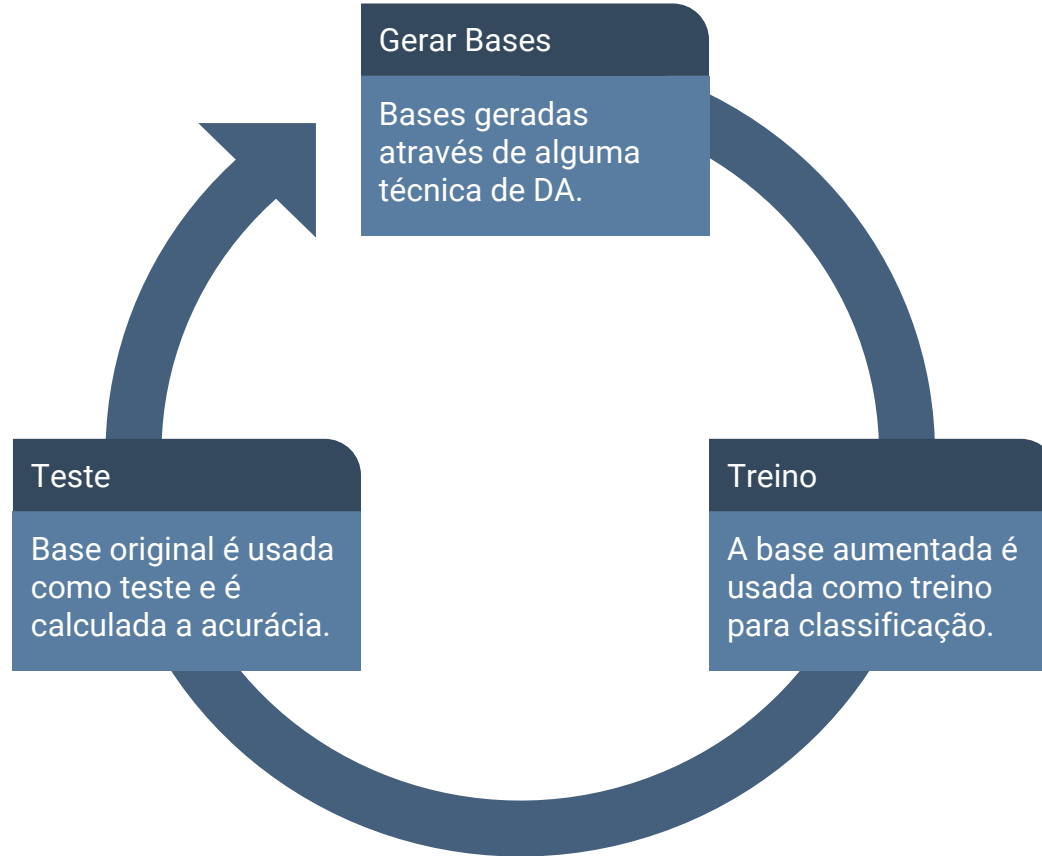 Gerar Bases
Bases geradas
através de alguma
técnica de DA.
Teste
Base original é usada
como teste e é
calculada a acurácia.
Treino
A base aumentada é
usada como treino
para classificação.